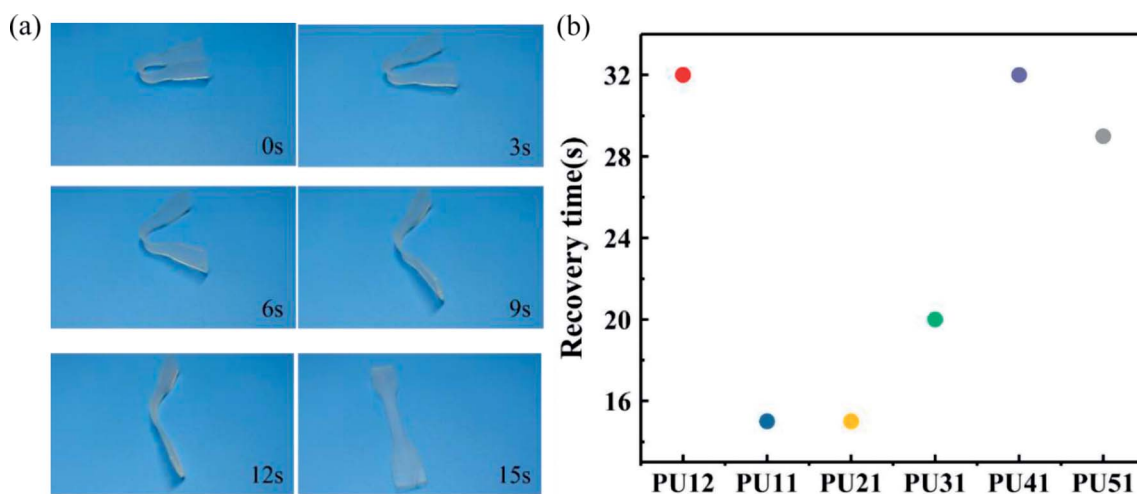 (a)
0s
3s
6s
9s
12s
15s
(b)
Recovery time(s)
32
28
24
20
16
PU12 PU11 PU21 PU31 PU41 PU51